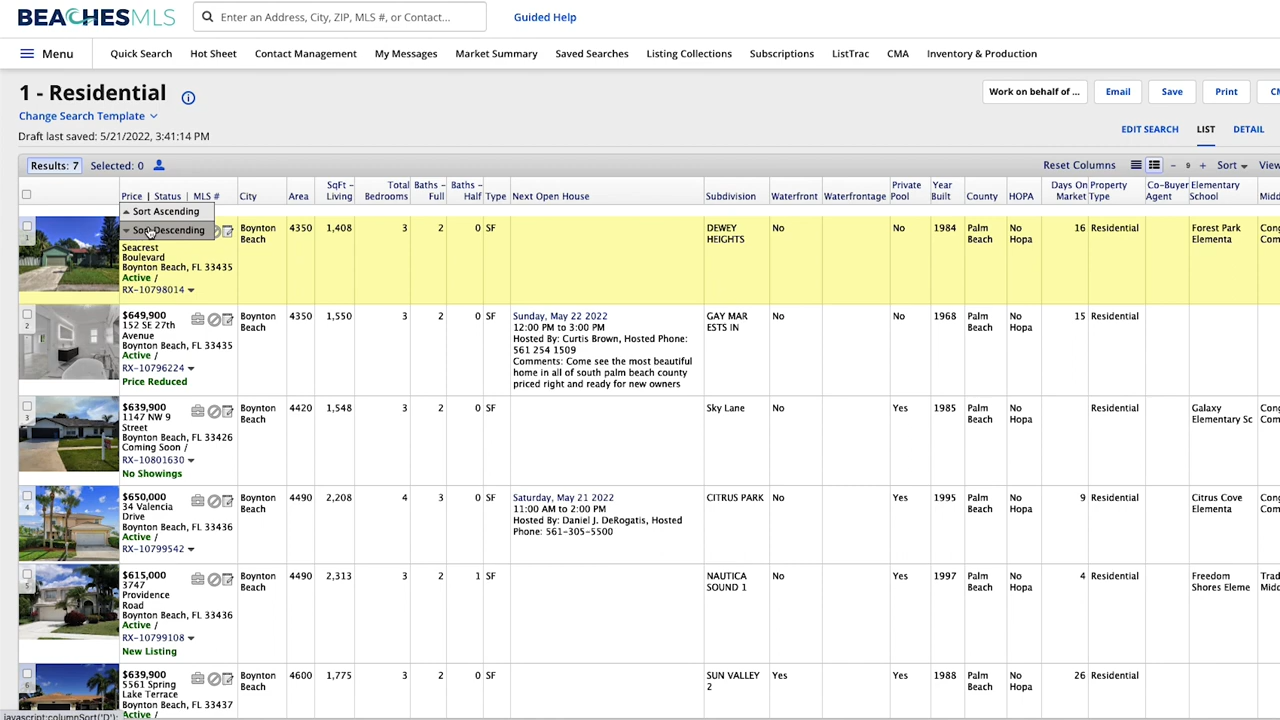 BEACHESMLS
Enter an Address, City, ZIP, MLS #, or Contact...
Guided Help
Menu
Quick Search
Hot Sheet
Contact Management
My Messages
Market Summary
Saved Searches
Listing Collections
Subscriptions
ListTrac
CMA
Inventory & Production
1 - Residential
Work on behalf of ...
Email
Save
Print
Change Search Template
Draft last saved: 5/21/2022, 3:41:14 PM
EDIT SEARCH
LIST
DETAIL
Results: 7
Selected: 0
Reset Columns
- 9 +
Sort
View
Price | Status | MLS #
City
Area
SqFt -
Living
Total
Bedrooms
Baths -
Full
Baths -
Half
Type
Next Open House
Subdivision
Waterfront
Waterfrontage
Private
Pool
Year
Built
County
HOPA
Days On
Market
Property
Type
Co-Buyer
Agent
Elementary
School
Sort Ascending
Sort Descending
1
Seacrest
Boulevard
Boynton Beach, FL 33435
Active /
RX-10798014
Boynton
Beach
4350
1,408
3
2
0
SF
DEWEY
HEIGHTS
No
No
1984
Palm
Beach
No
Hopa
16
Residential
Forest Park
Elementa
2
$649,900
152 SE 27th
Avenue
Boynton Beach, FL 33435
Active /
RX-10796224
Price Reduced
Boynton
Beach
4350
1,550
3
2
0
SF
Sunday, May 22 2022
12:00 PM to 3:00 PM
Hosted By: Curtis Brown, Hosted Phone:
561 254 1509
Comments: Come see the most beautiful
home in all of south palm beach county
priced right and ready for new owners
GAY MAR
ESTS IN
No
No
1968
Palm
Beach
No
Hopa
15
Residential
3
$639,900
1147 NW 9
Street
Boynton Beach, FL 33426
Coming Soon /
RX-10801630
No Showings
Boynton
Beach
4420
1,548
3
2
0
SF
Sky Lane
No
Yes
1985
Palm
Beach
No
Hopa
Residential
Galaxy
Elementary Sc
4
$650,000
34 Valencia
Drive
Boynton Beach, FL 33436
Active /
RX-10799542
Boynton
Beach
4490
2,208
4
3
0
SF
Saturday, May 21 2022
11:00 AM to 2:00 PM
Hosted By: Daniel J. DeRogatis, Hosted
Phone: 561-305-5500
CITRUS PARK
No
Yes
1995
Palm
Beach
No
Hopa
9
Residential
Citrus Cove
Elementa
5
$615,000
3747
Providence
Road
Boynton Beach, FL 33436
Active /
RX-10799108
New Listing
Boynton
Beach
4490
2,313
3
2
1
SF
NAUTICA
SOUND 1
No
Yes
1997
Palm
Beach
No
Hopa
4
Residential
Freedom
Shores Eleme
6
$639,900
5561 Spring
Lake Terrace
Boynton Beach, FL 33437
Active /
Boynton
Beach
4600
1,775
3
2
0
SF
SUN VALLEY
2
Yes
Yes
1988
Palm
Beach
No
Hopa
26
Residential
javascript:columnSort('D');